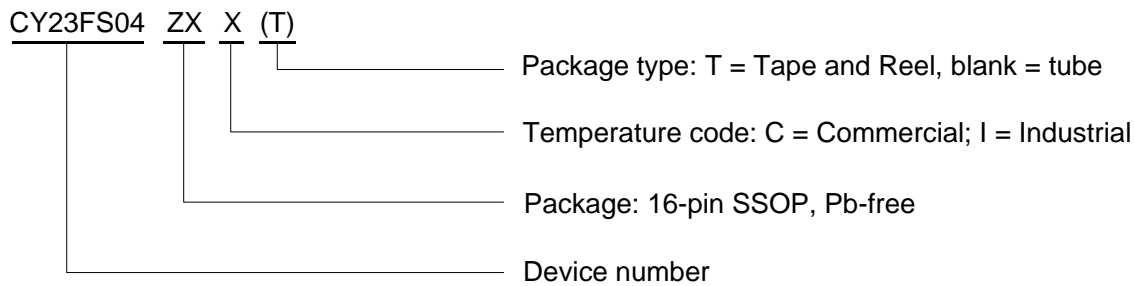 CY23FS04 ZX X (T)
Package type: T = Tape and Reel, blank = tube
Temperature code: C = Commercial; I = Industrial
Package: 16-pin SSOP, Pb-free
Device number